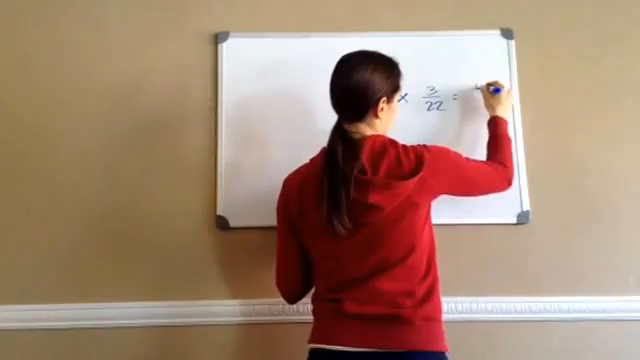 x 3/22 =